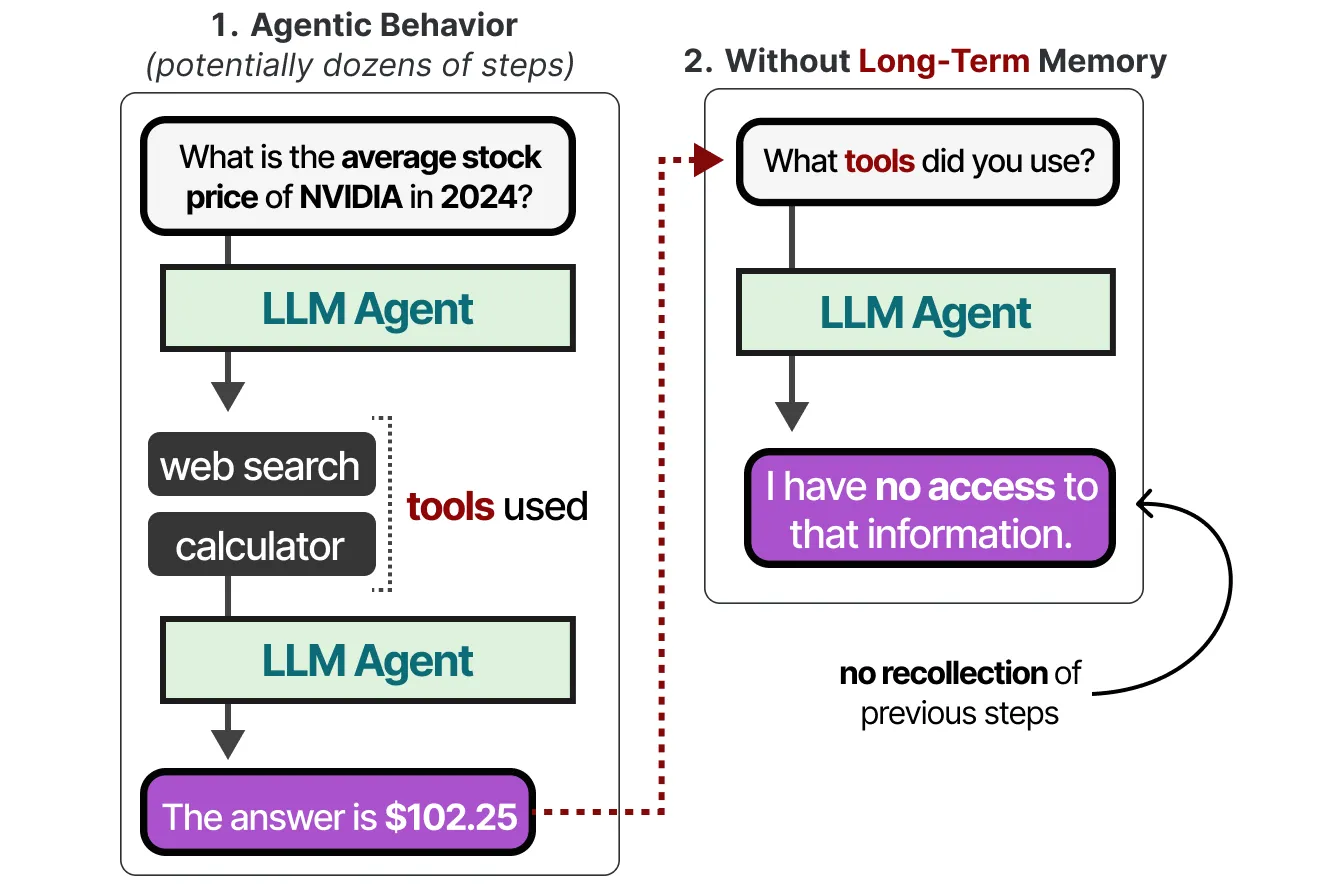 1. Agentic Behavior
(potentially dozens of steps)
What is the average stock
price of NVIDIA in 2024?
LLM Agent
web search
calculator
tools used
LLM Agent
The answer is $102.25
2. Without Long-Term Memory
What tools did you use?
LLM Agent
I have no access to
that information.
no recollection of
previous steps